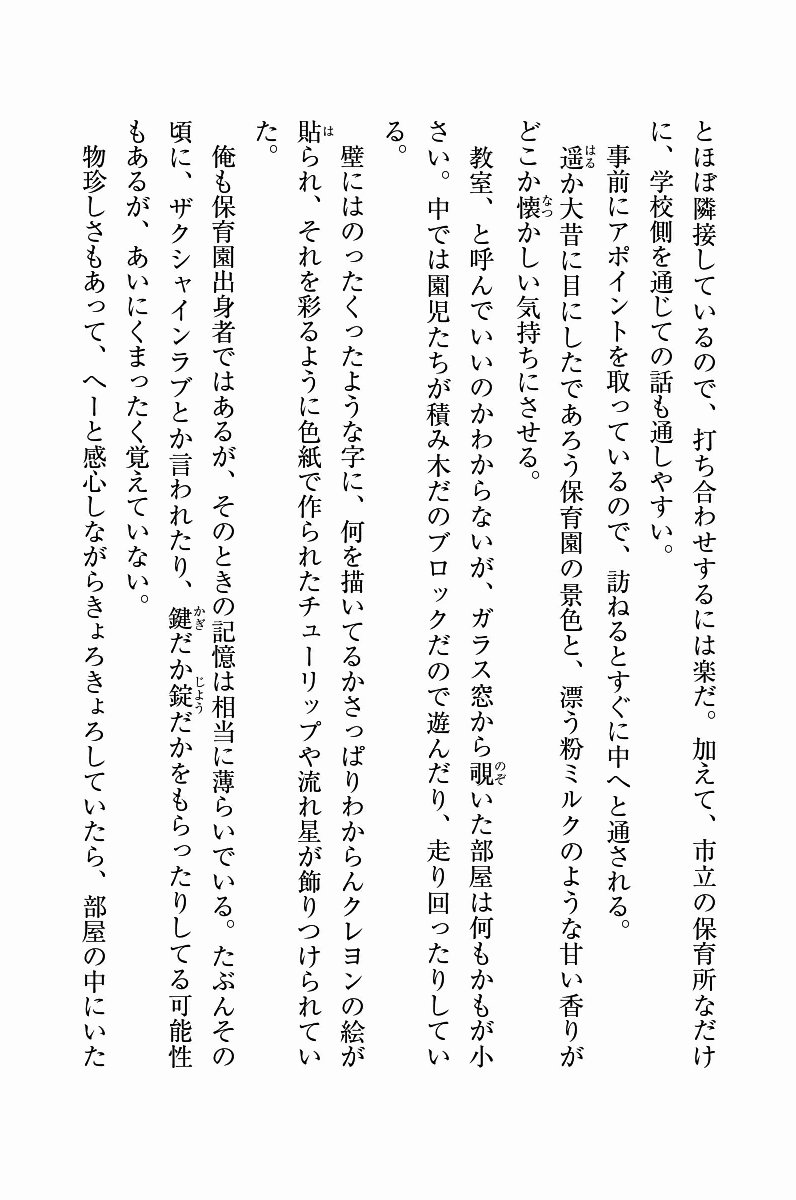 とほぼ隣接しているので、打ち合わせするには楽だ。加えて、市立の保育所なだけ
に、学校側を通じての話も通しやすい。
　事前にアポイントを取っているので、訪ねるとすぐに中へと通される。
　遥か大昔に目にしたであろう保育園の景色と、漂う粉ミルクのような甘い香りが
どこか懐かしい気持ちにさせる。
　教室、と呼んでいいのかわからないが、ガラス窓から覗いた部屋は何もかもが小
さい。中では園児たちが積み木だのブロックだので遊んだり、走り回ったりしてい
る。
　壁にはのったくったような字に、何を描いてるかさっぱりわからんクレヨンの絵が
貼られ、それを彩るように色紙で作られたチューリップや流れ星が飾りつけられてい
た。
　俺も保育園出身者ではあるが、そのときの記憶は相当に薄らいでいる。たぶんその
頃に、ザクシャインラブとか言われたり、鍵だか錠だかをもらったりしてる可能性
もあるが、あいにくまったく覚えていない。
　物珍しさもあって、へーと感心しながらきょろきょろしていたら、部屋の中にいた